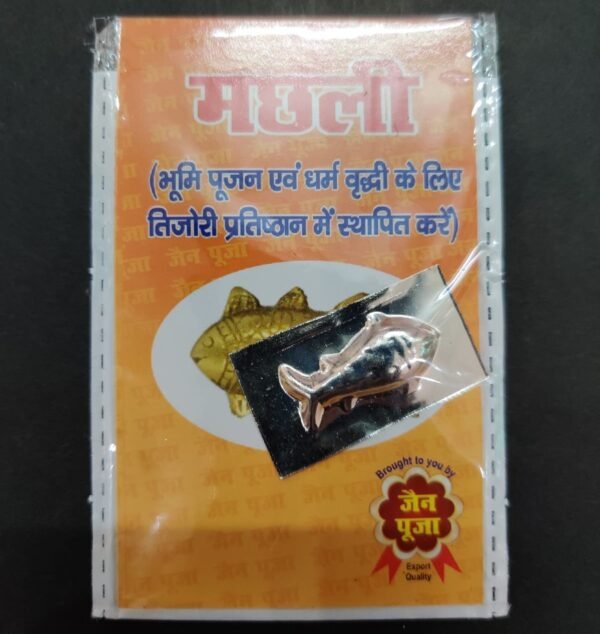 मछली
(भूमि पूजन एवं धर्म वृद्धी के लिए
तिजोरी प्रतिष्ठान में स्थापित करें)
Brought to you by
जैन
पूजा
Export
Quality